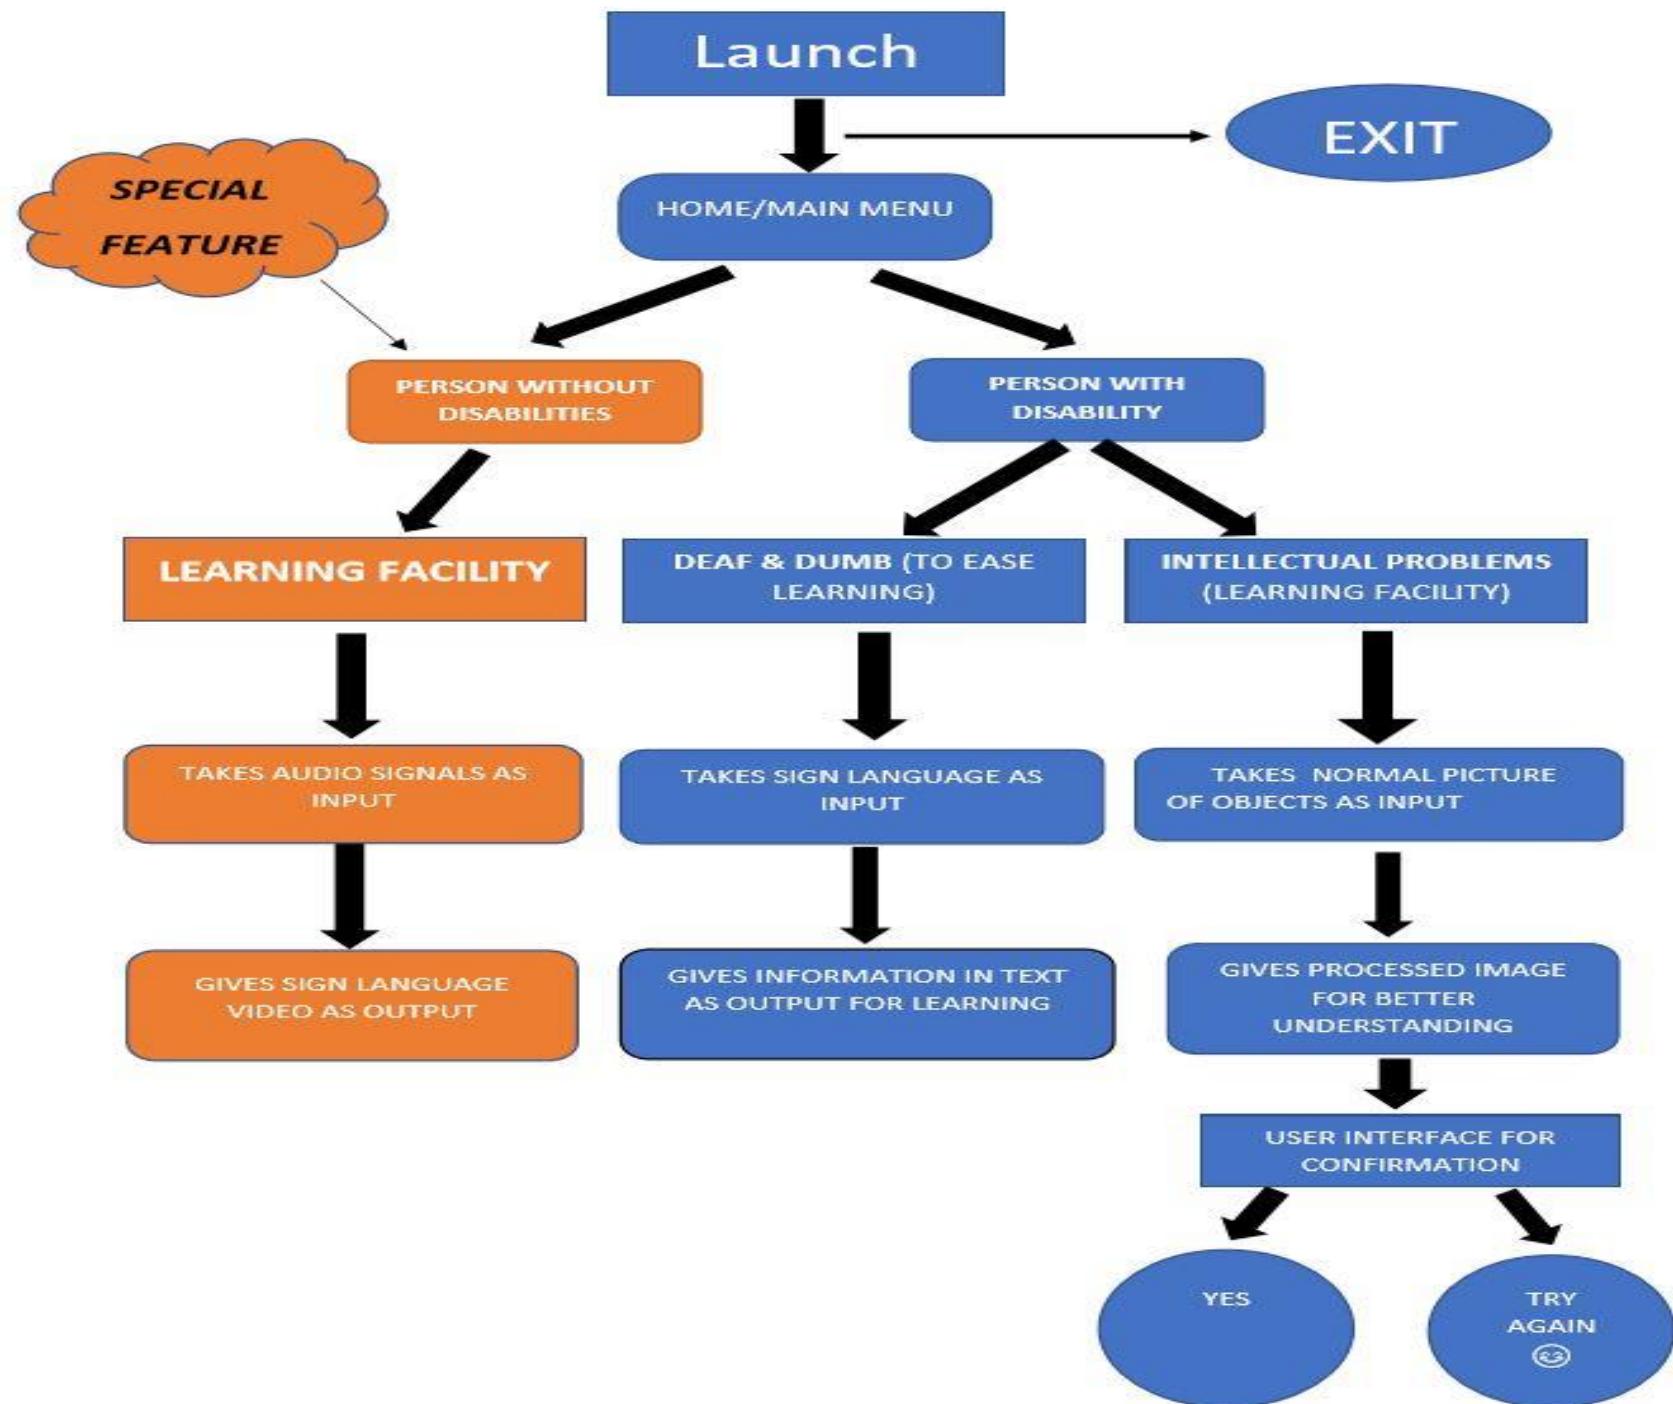 Launch
EXIT
SPECIAL
FEATURE
HOME/MAIN MENU
PERSON WITHOUT
DISABILITIES
PERSON WITH
DISABILITY
LEARNING FACILITY
DEAF & DUMB (TO EASE
LEARNING)
INTELLECTUAL PROBLEMS
(LEARNING FACILITY)
TAKES AUDIO SIGNALS AS
INPUT
TAKES SIGN LANGUAGE AS
INPUT
TAKES NORMAL PICTURE
OF OBJECTS AS INPUT
GIVES SIGN LANGUAGE
VIDEO AS OUTPUT
GIVES INFORMATION IN TEXT
AS OUTPUT FOR LEARNING
GIVES PROCESSED IMAGE
FOR BETTER
UNDERSTANDING
USER INTERFACE FOR
CONFIRMATION
YES
TRY
AGAIN